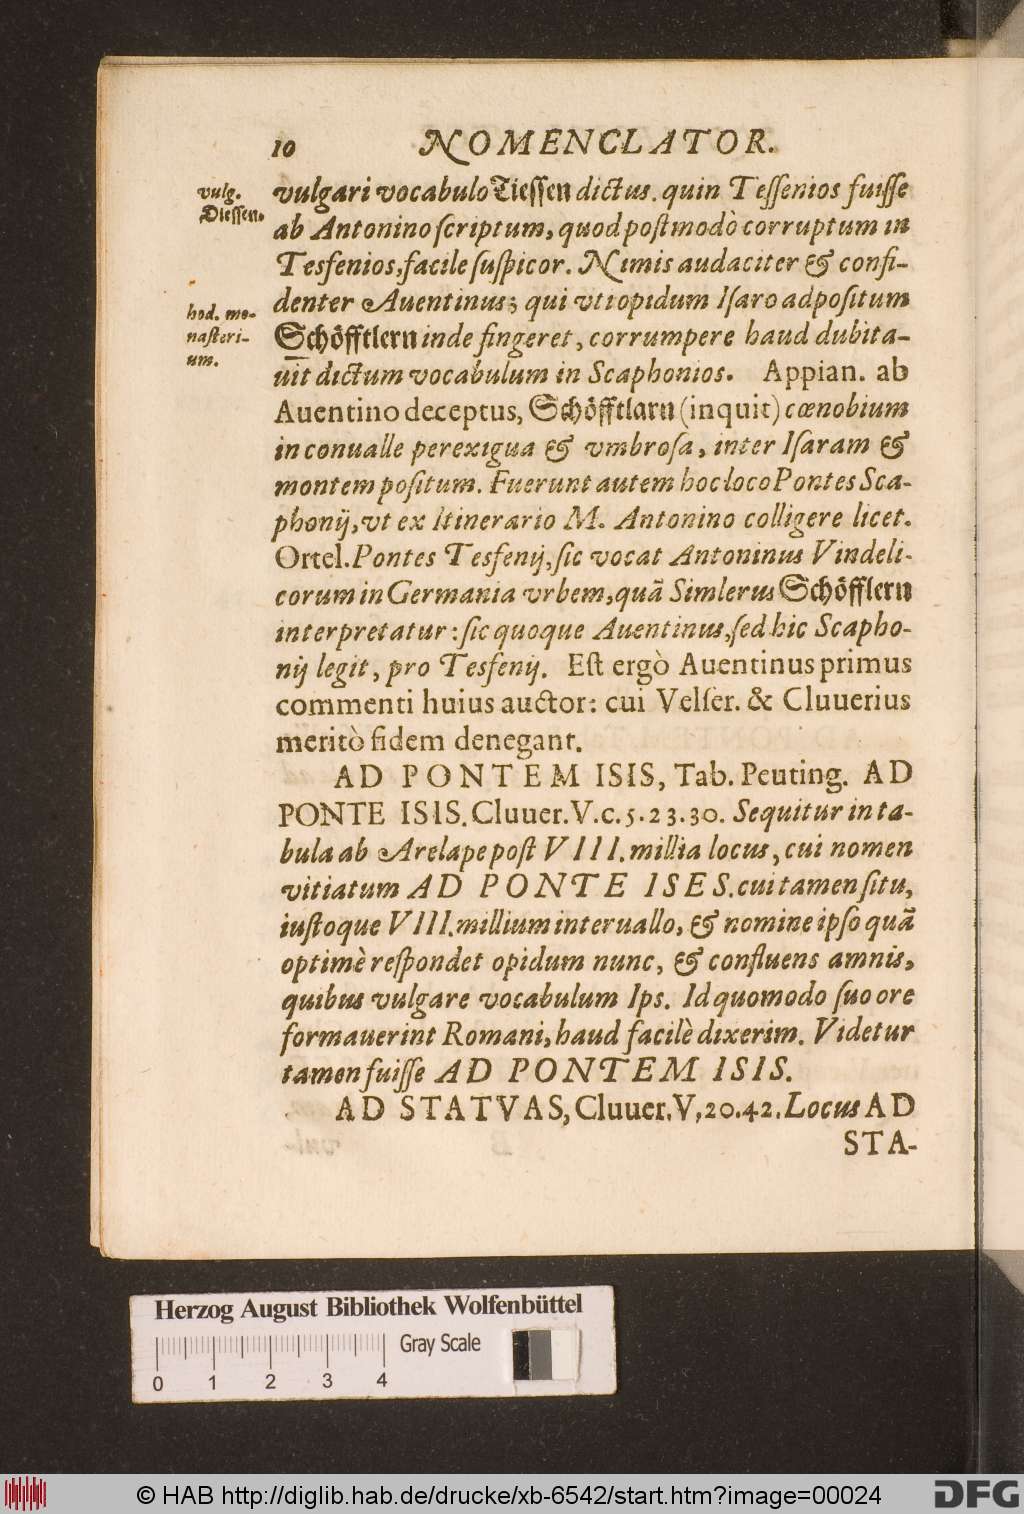 10 NOMENCLATOR.
vulg.
Diessen.
vulgari vocabulo Tiessen dictus. quin Tessenios fuisse
ab Antonino scriptum, quod postmodò corruptum in
Tesfenios, facile suspicor. Nimis audaciter & confi-
denter Auentinus; qui vti opidum Isaro adpositum
hod. mo-
nasteri-
um.
Schöfftlern inde fingeret, corrumpere haud dubita-
uit dictum vocabulum in Scaphonios. Appian. ab
Auentino deceptus, Schöfftlarn (inquit) cœnobium
in conualle perexigua & vmbrosa, inter Isaram &
montem positum. Fuerunt autem hoc loco Pontes Sca-
phonij, vt ex Itinerario M. Antonino colligere licet.
Ortel. Pontes Tesfenij, sic vocat Antoninus Vindeli-
corum in Germania vrbem, quã Simlerus Schöfflern
interpretatur: sic quoque Auentinus, sed hic Scapho-
nij legit, pro Tesfenij. Est ergò Auentinus primus
commenti huius auctor: cui Velser. & Cluuerius
meritò fidem denegant.
AD PONTEM ISIS, Tab. Peuting. AD
PONTE ISIS. Cluuer. V. c. 5. 23. 30. Sequitur in ta-
bula ab Arelape post VIII. millia locus, cui nomen
vitiatum AD PONTE ISES. cui tamen situ,
iustoque VIII. millium interuallo, & nomine ipso quã
optimè respondet opidum nunc, & confluens amnis,
quibus vulgare vocabulum Ips. Id quomodo suo ore
formauerint Romani, haud facilè dixerim. Videtur
tamen fuisse AD PONTEM ISIS.
AD STATVAS, Cluuer. V, 20. 42. Locus AD
STA-
Herzog August Bibliothek Wolfenbüttel
Gray Scale
0 1 2 3 4
© HAB http://diglib.hab.de/drucke/xb-6542/start.htm?image=00024
DFG